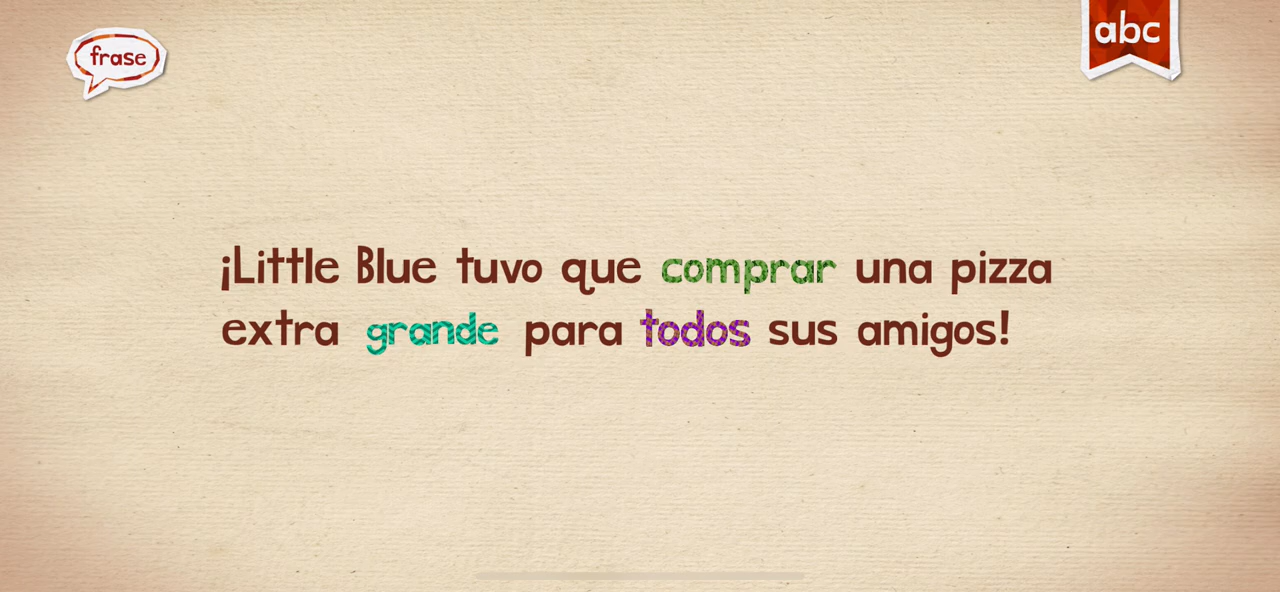 frase
abc
¡Little Blue tuvo que comprar una pizza
extra grande para todos sus amigos!